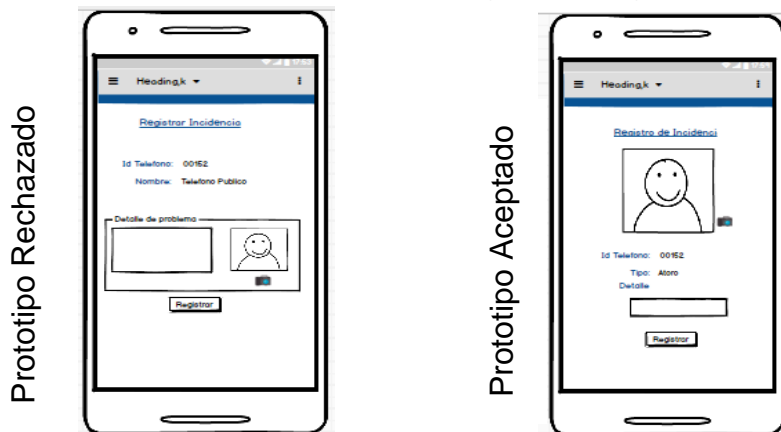 Prototipo Rechazado
Heading,k
Registrar Incidencia
Id Telefono: 00152
Nombre: Telefono Publico
Detalle de problema
Registrar
Prototipo Aceptado
Heading,k
Registro de Incidenci
Id Telefono: 00152
Tipo: Atoro
Detalle
Registrar